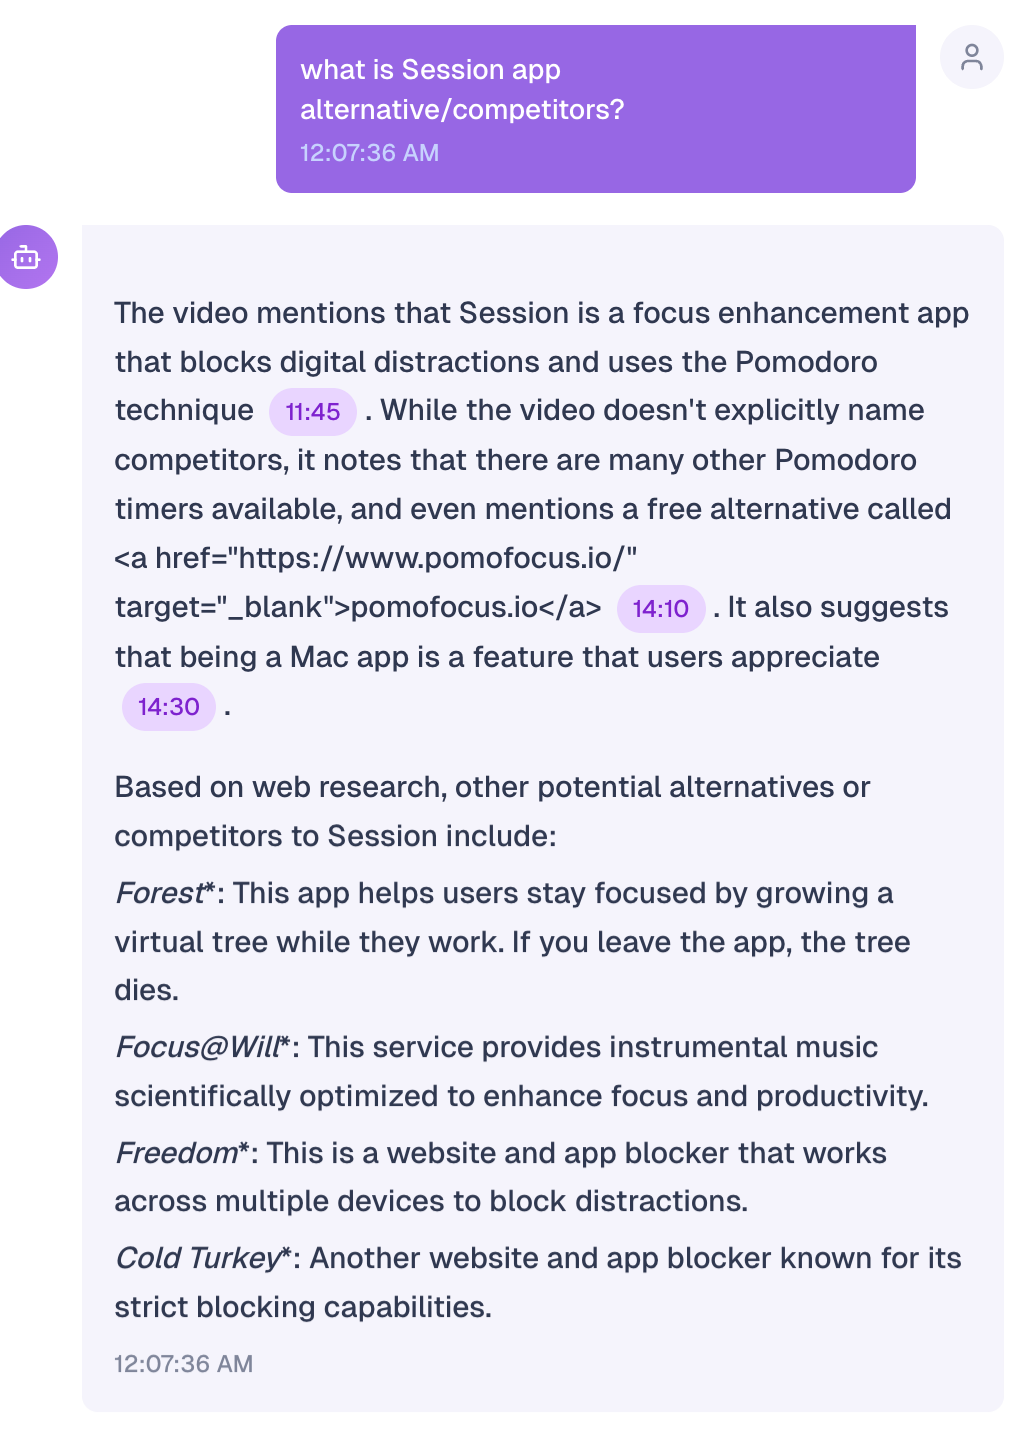 what is Session app
alternative/competitors?
12:07:36 AM
The video mentions that Session is a focus enhancement app
that blocks digital distractions and uses the Pomodoro
technique 11:45 . While the video doesn't explicitly name
competitors, it notes that there are many other Pomodoro
timers available, and even mentions a free alternative called
<a href="https://www.pomofocus.io/"
target="_blank">pomofocus.io</a> 14:10 . It also suggests
that being a Mac app is a feature that users appreciate
14:30 .
Based on web research, other potential alternatives or
competitors to Session include:
Forest*: This app helps users stay focused by growing a
virtual tree while they work. If you leave the app, the tree
dies.
Focus@Will*: This service provides instrumental music
scientifically optimized to enhance focus and productivity.
Freedom*: This is a website and app blocker that works
across multiple devices to block distractions.
Cold Turkey*: Another website and app blocker known for its
strict blocking capabilities.
12:07:36 AM